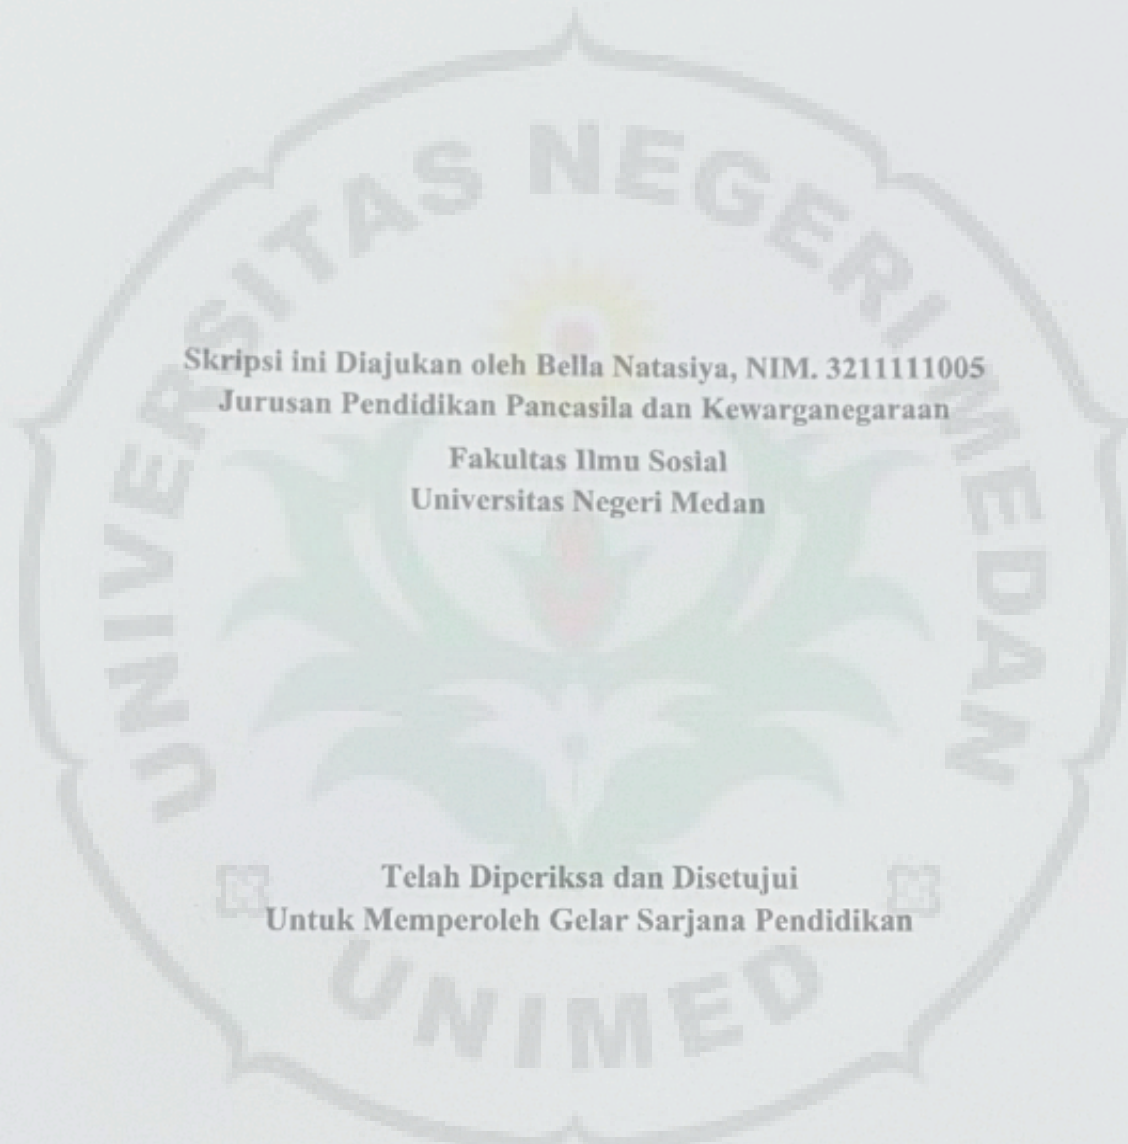 UNIVERSITAS NEGERI MEDAN
Skripsi ini Diajukan oleh Bella Natasiya, NIM. 3211111005
Jurusan Pendidikan Pancasila dan Kewarganegaraan
Fakultas Ilmu Sosial
Universitas Negeri Medan
Telah Diperiksa dan Disetujui
Untuk Memperoleh Gelar Sarjana Pendidikan
UNIMED